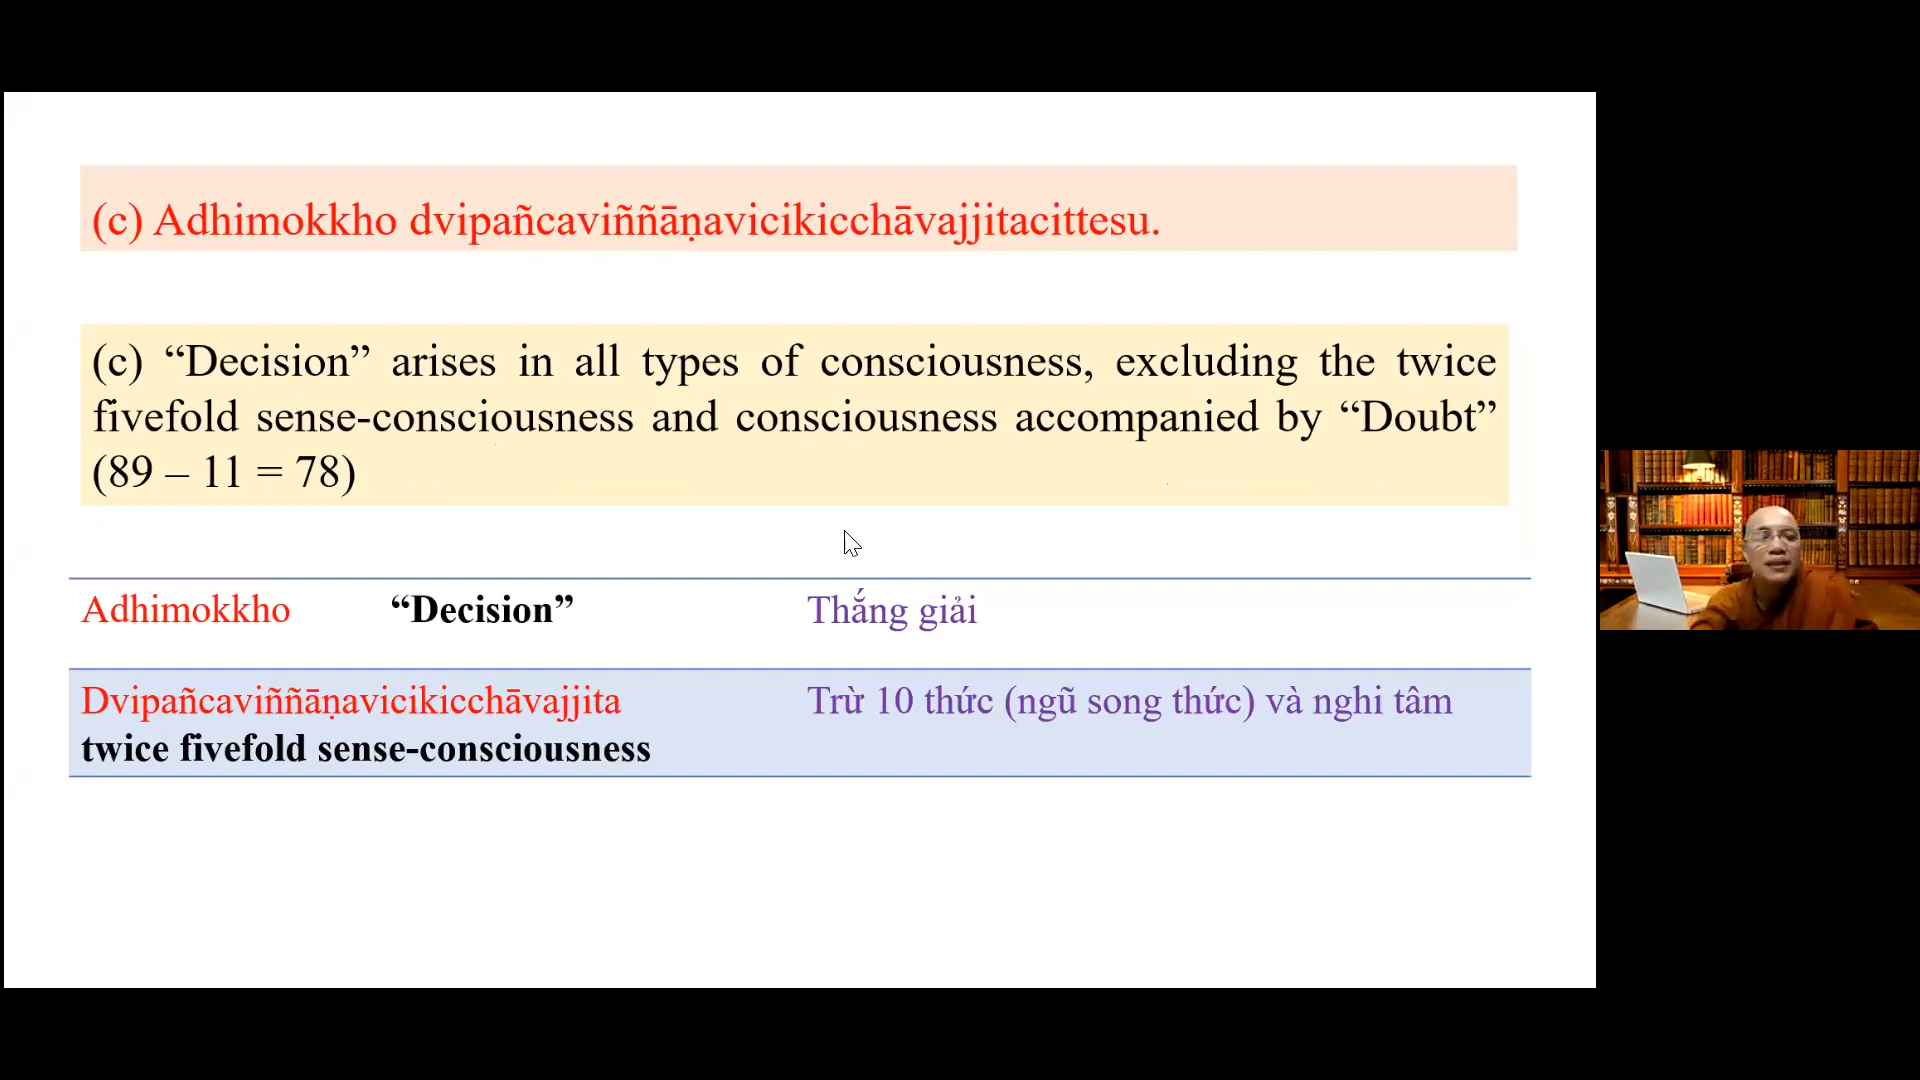 (c) Adhimokkho dvipañcaviññāṇavicikicchāvajjitacittesu.
(c) “Decision” arises in all types of consciousness, excluding the twice
fivefold sense-consciousness and consciousness accompanied by “Doubt”
(89 – 11 = 78)
Adhimokkho “Decision” Thắng giải
Dvipañcaviññāṇavicikicchāvajjita Trừ 10 thức (ngũ song thức) và nghi tâm
twice fivefold sense-consciousness